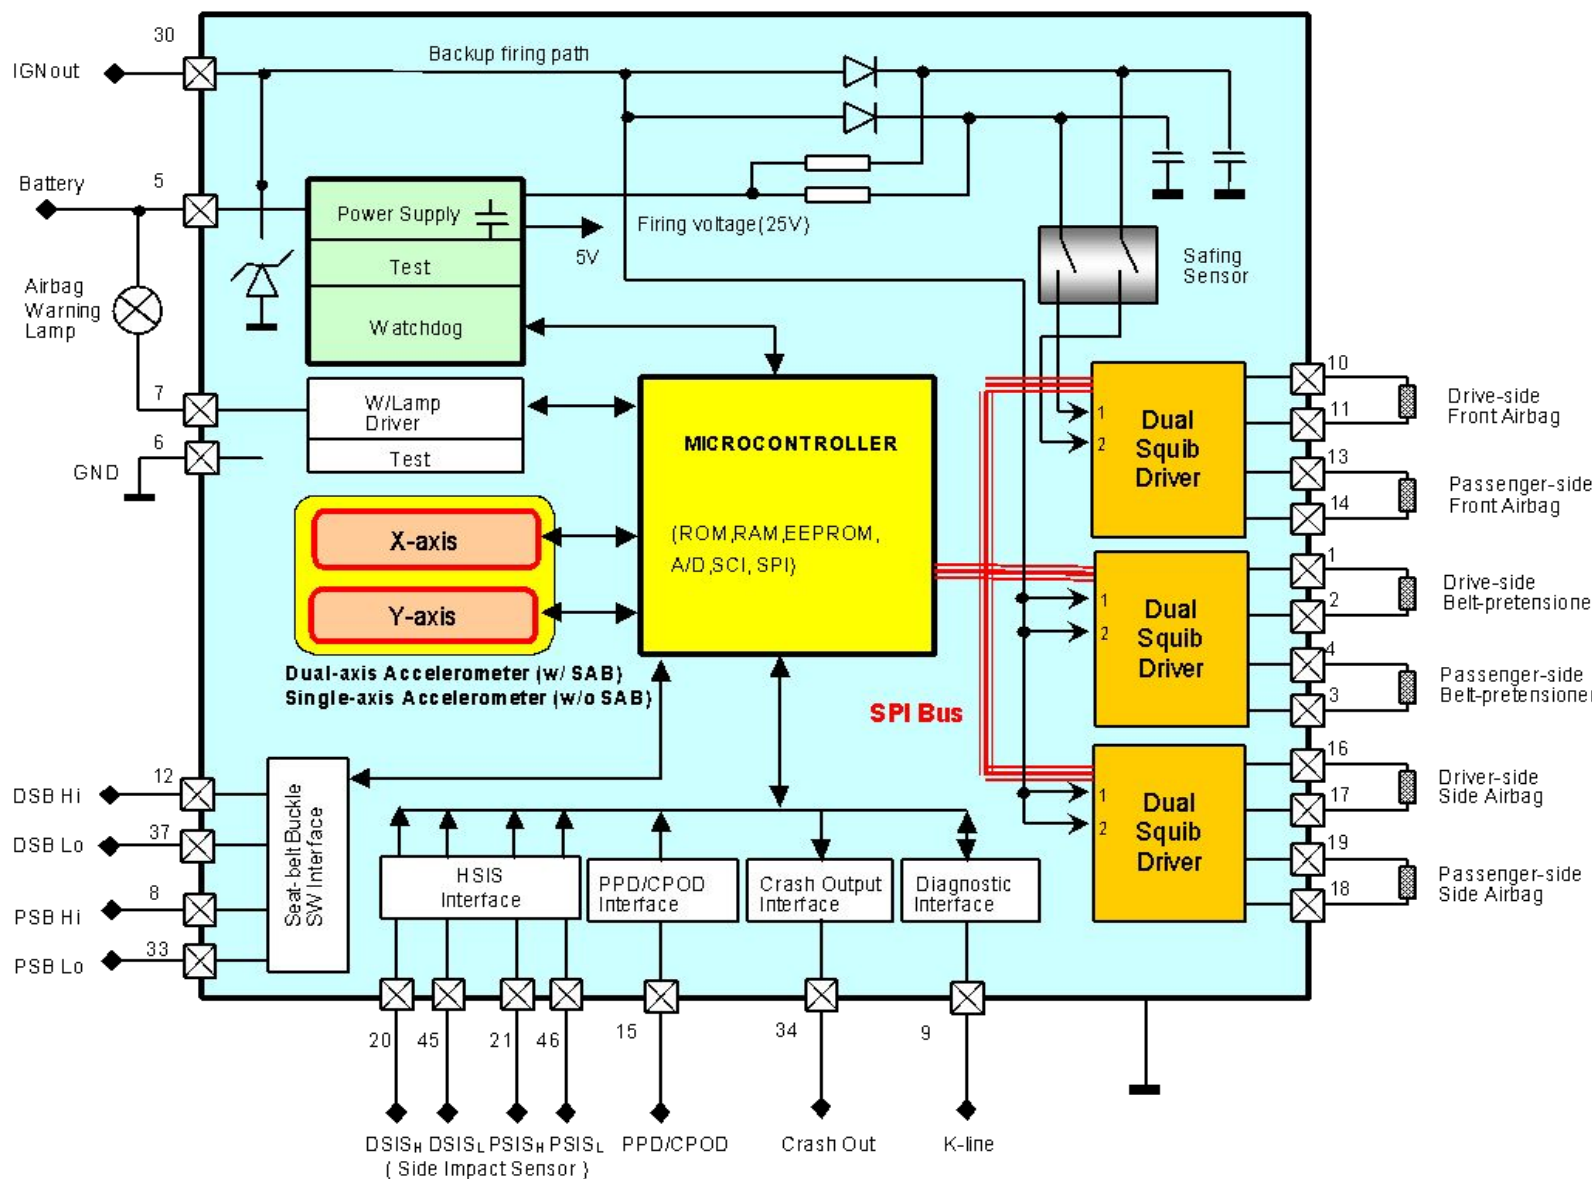 30
IGNout
Backup firing path
Battery
5
Power Supply
5V
Firing voltage(25V)
Test
Watchdog
Safing
Sensor
Airbag
Warning
Lamp
7
W/Lamp
Driver
Test
6
GND
MICROCONTROLLER
(ROM,RAM,EEPROM,
A/D,SCI, SPI)
X-axis
Y-axis
Dual-axis Accelerometer (w/ SAB)
Single-axis Accelerometer (w/o SAB)
SPI Bus
1
2
Dual
Squib
Driver
10
11
Drive-side
Front Airbag
13
14
Passenger-side
Front Airbag
1
2
Dual
Squib
Driver
1
2
Drive-side
Belt-pretensione
4
3
Passenger-side
Belt-pretensioner
1
2
Dual
Squib
Driver
16
17
Driver-side
Side Airbag
19
18
Passenger-side
Side Airbag
DSB Hi
12
DSB Lo
37
PSB Hi
8
PSB Lo
33
Seat-belt Buckle
SW Interface
HSIS
Interface
PPD/CPOD
Interface
Crash Output
Interface
Diagnostic
Interface
20
45
21
46
15
34
9
DSISH DSISL PSISH PSISL
( Side Impact Sensor )
PPD/CPOD
Crash Out
K-line